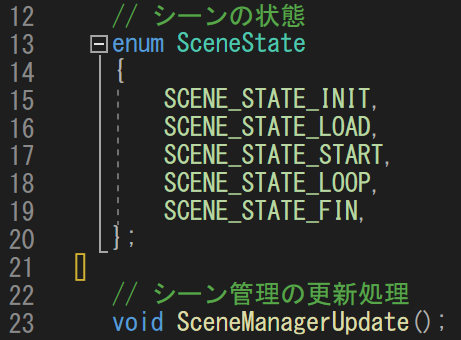 12 // シーンの状態
13 enum SceneState
14 {
15 SCENE_STATE_INIT,
16 SCENE_STATE_LOAD,
17 SCENE_STATE_START,
18 SCENE_STATE_LOOP,
19 SCENE_STATE_FIN,
20 };
21
22 // シーン管理の更新処理
23 void SceneManagerUpdate();